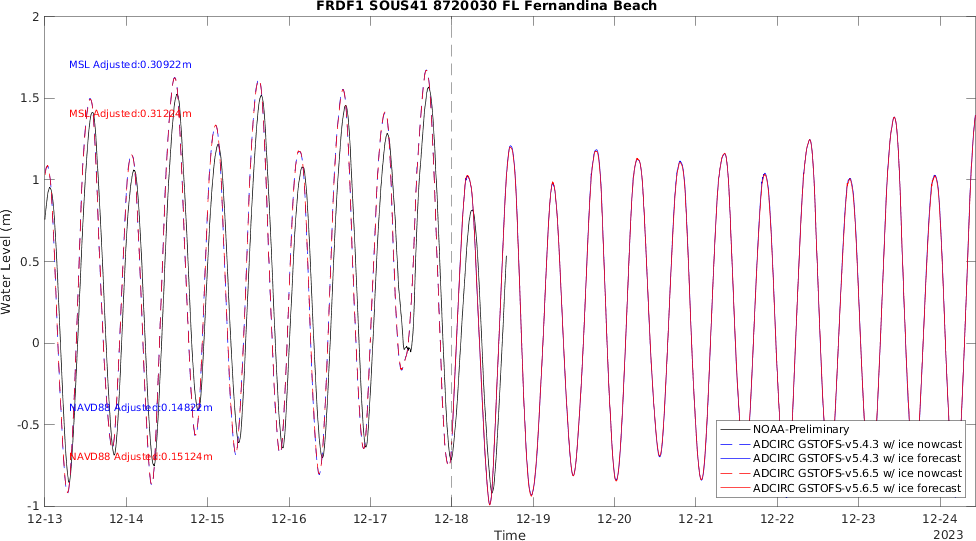 FRDF1 SOUS41 8720030 FL Fernandina Beach
2
1.5
1
0.5
0
-0.5
-1
Water Level (m)
MSL Adjusted:0.30922m
MSL Adjusted:0.31224m
NAVD88 Adjusted:0.14822m
NAVD88 Adjusted:0.15124m
NOAA-Preliminary
ADCIRC GSTOFS-v5.4.3 w/ ice nowcast
ADCIRC GSTOFS-v5.4.3 w/ ice forecast
ADCIRC GSTOFS-v5.6.5 w/ ice nowcast
ADCIRC GSTOFS-v5.6.5 w/ ice forecast
12-13 12-14 12-15 12-16 12-17 12-18 12-19 12-20 12-21 12-22 12-23 12-24
Time
2023